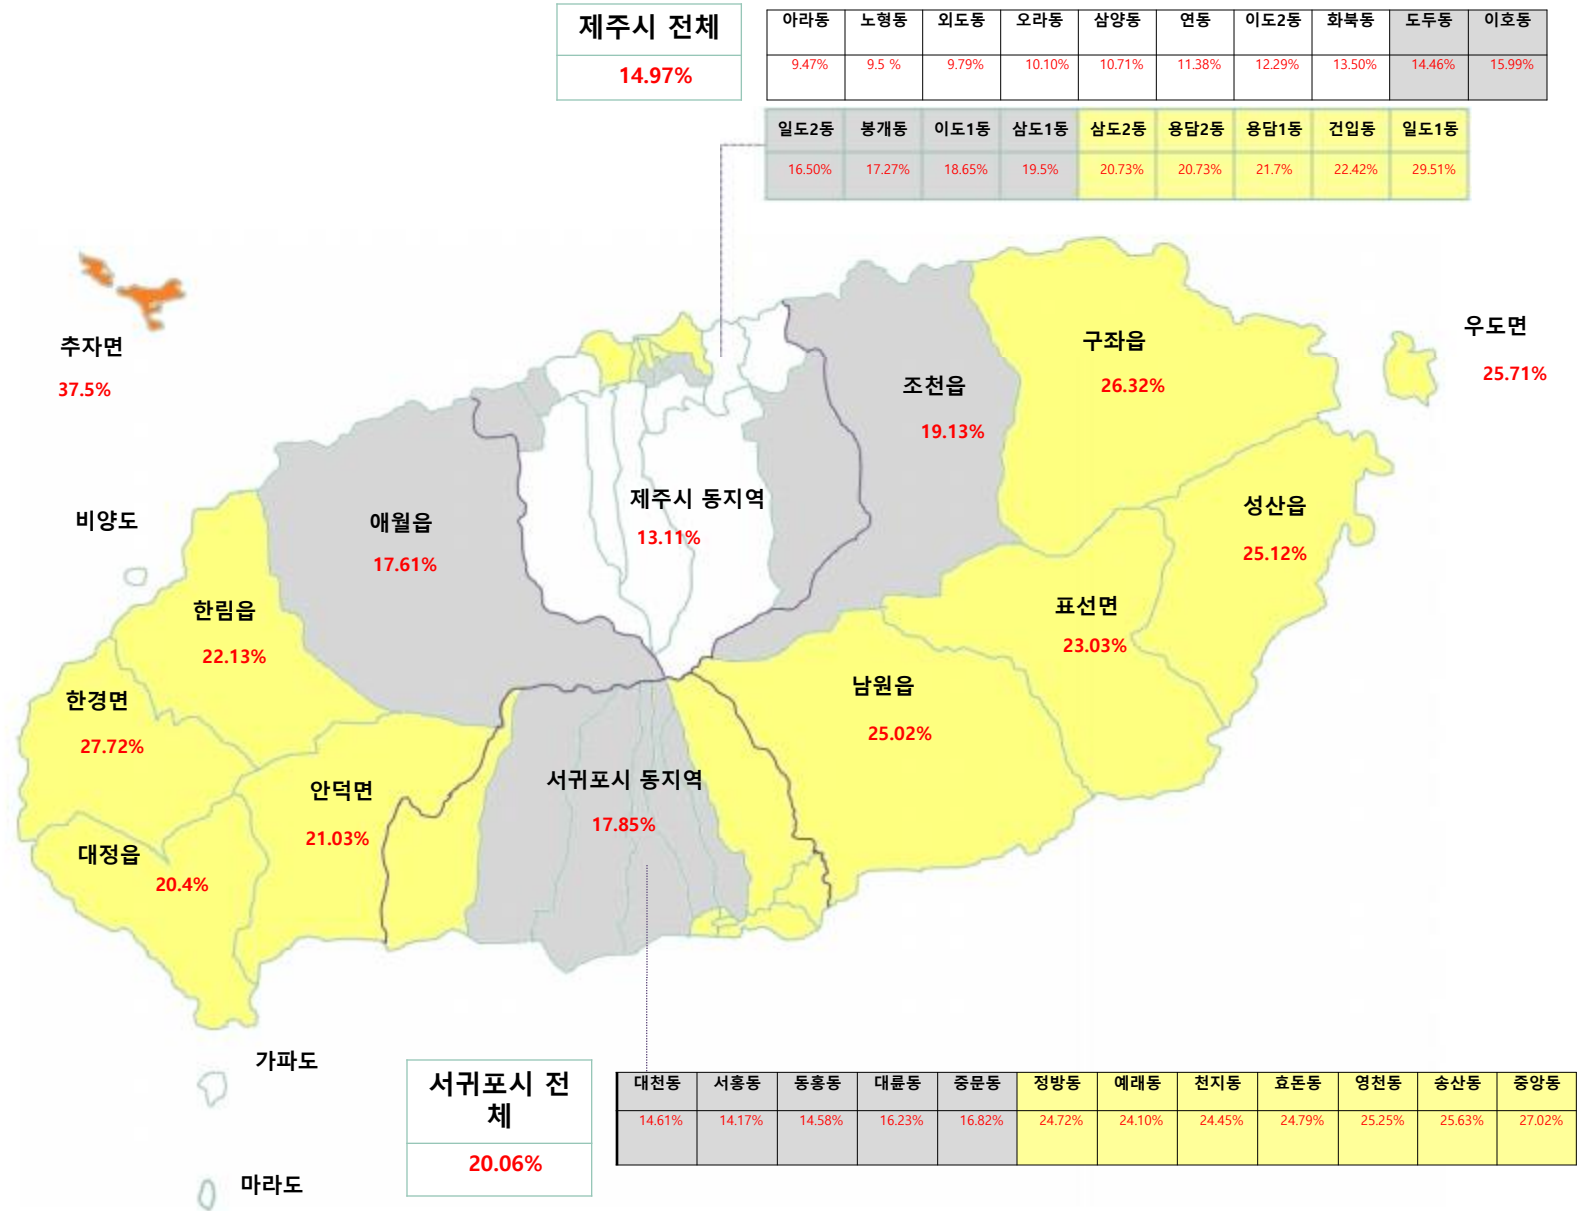 제주시 전체
14.97%
아라동 노형동 외도동 오라동 삼양동 연동 이도2동 화북동 도두동 이호동
9.47% 9.5 % 9.79% 10.10% 10.71% 11.38% 12.29% 13.50% 14.46% 15.99%
일도2동 봉개동 이도1동 삼도1동 삼도2동 용담2동 용담1동 건입동 일도1동
16.50% 17.27% 18.65% 19.5% 20.73% 20.73% 21.7% 22.42% 29.51%
추자면
37.5%
우도면
25.71%
구좌읍
26.32%
조천읍
19.13%
제주시 동지역
13.11%
성산읍
25.12%
비양도
애월읍
17.61%
한림읍
22.13%
표선면
23.03%
한경면
27.72%
남원읍
25.02%
서귀포시 동지역
17.85%
안덕면
21.03%
대정읍
20.4%
가파도
마라도
서귀포시 전
체
20.06%
대천동 서홍동 동홍동 대륜동 중문동 정방동 예래동 천지동 효돈동 영천동 송산동 중앙동
14.61% 14.17% 14.58% 16.23% 16.82% 24.72% 24.10% 24.45% 24.79% 25.25% 25.63% 27.02%